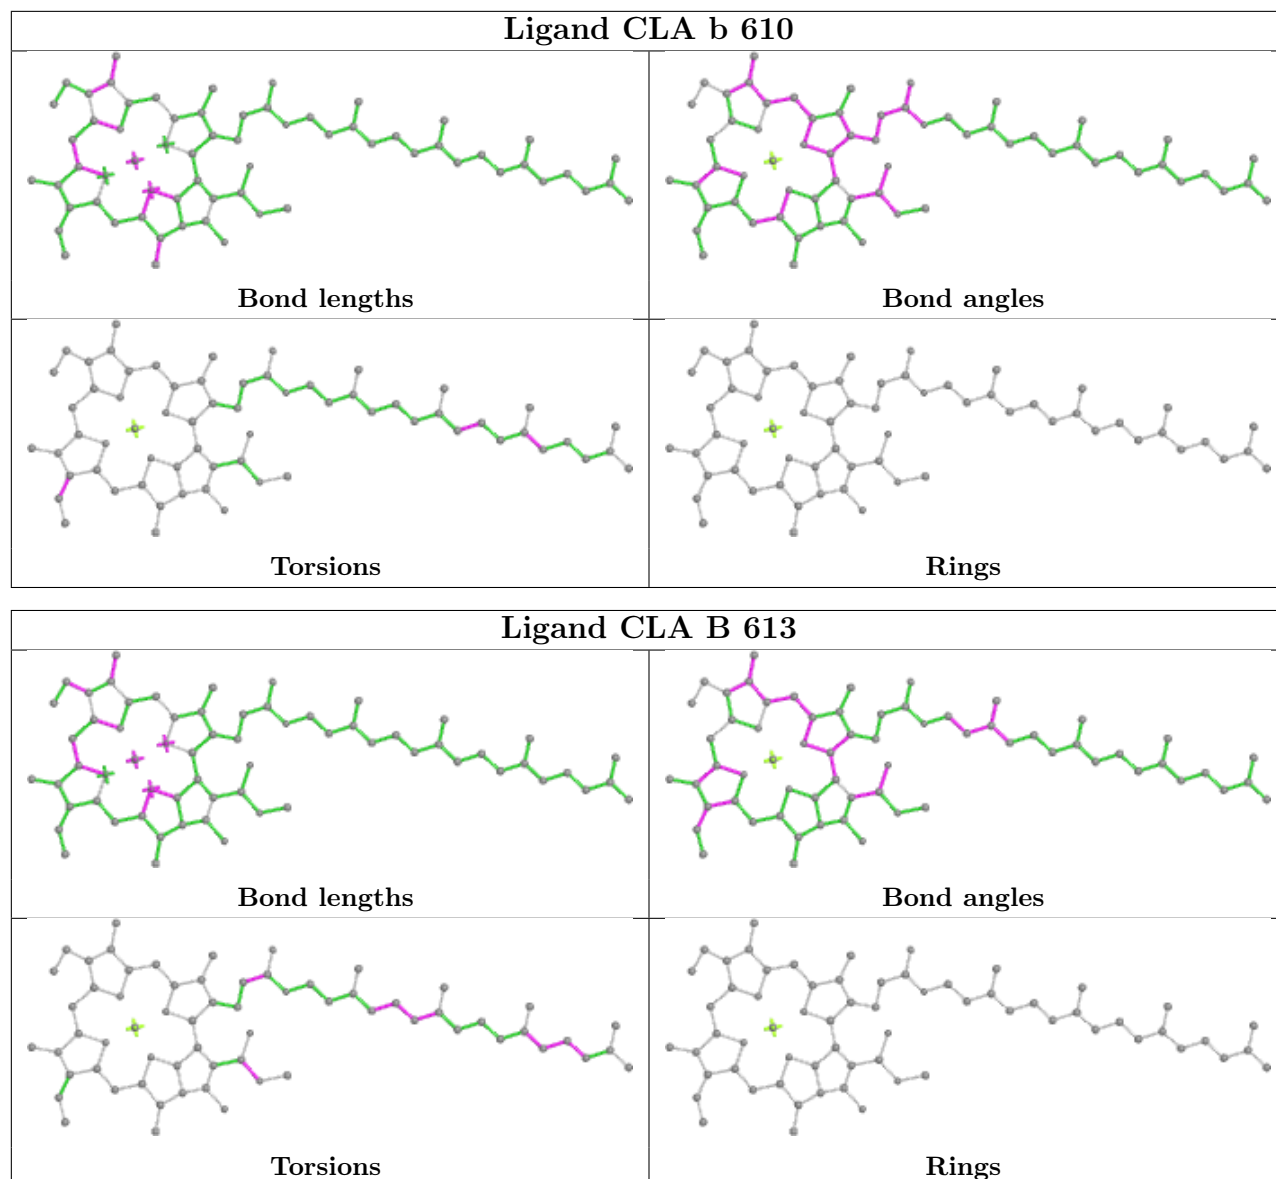 Ligand CLA b 610
Bond lengths
Bond angles
Torsions
Rings
Ligand CLA B 613
Bond lengths
Bond angles
Torsions
Rings